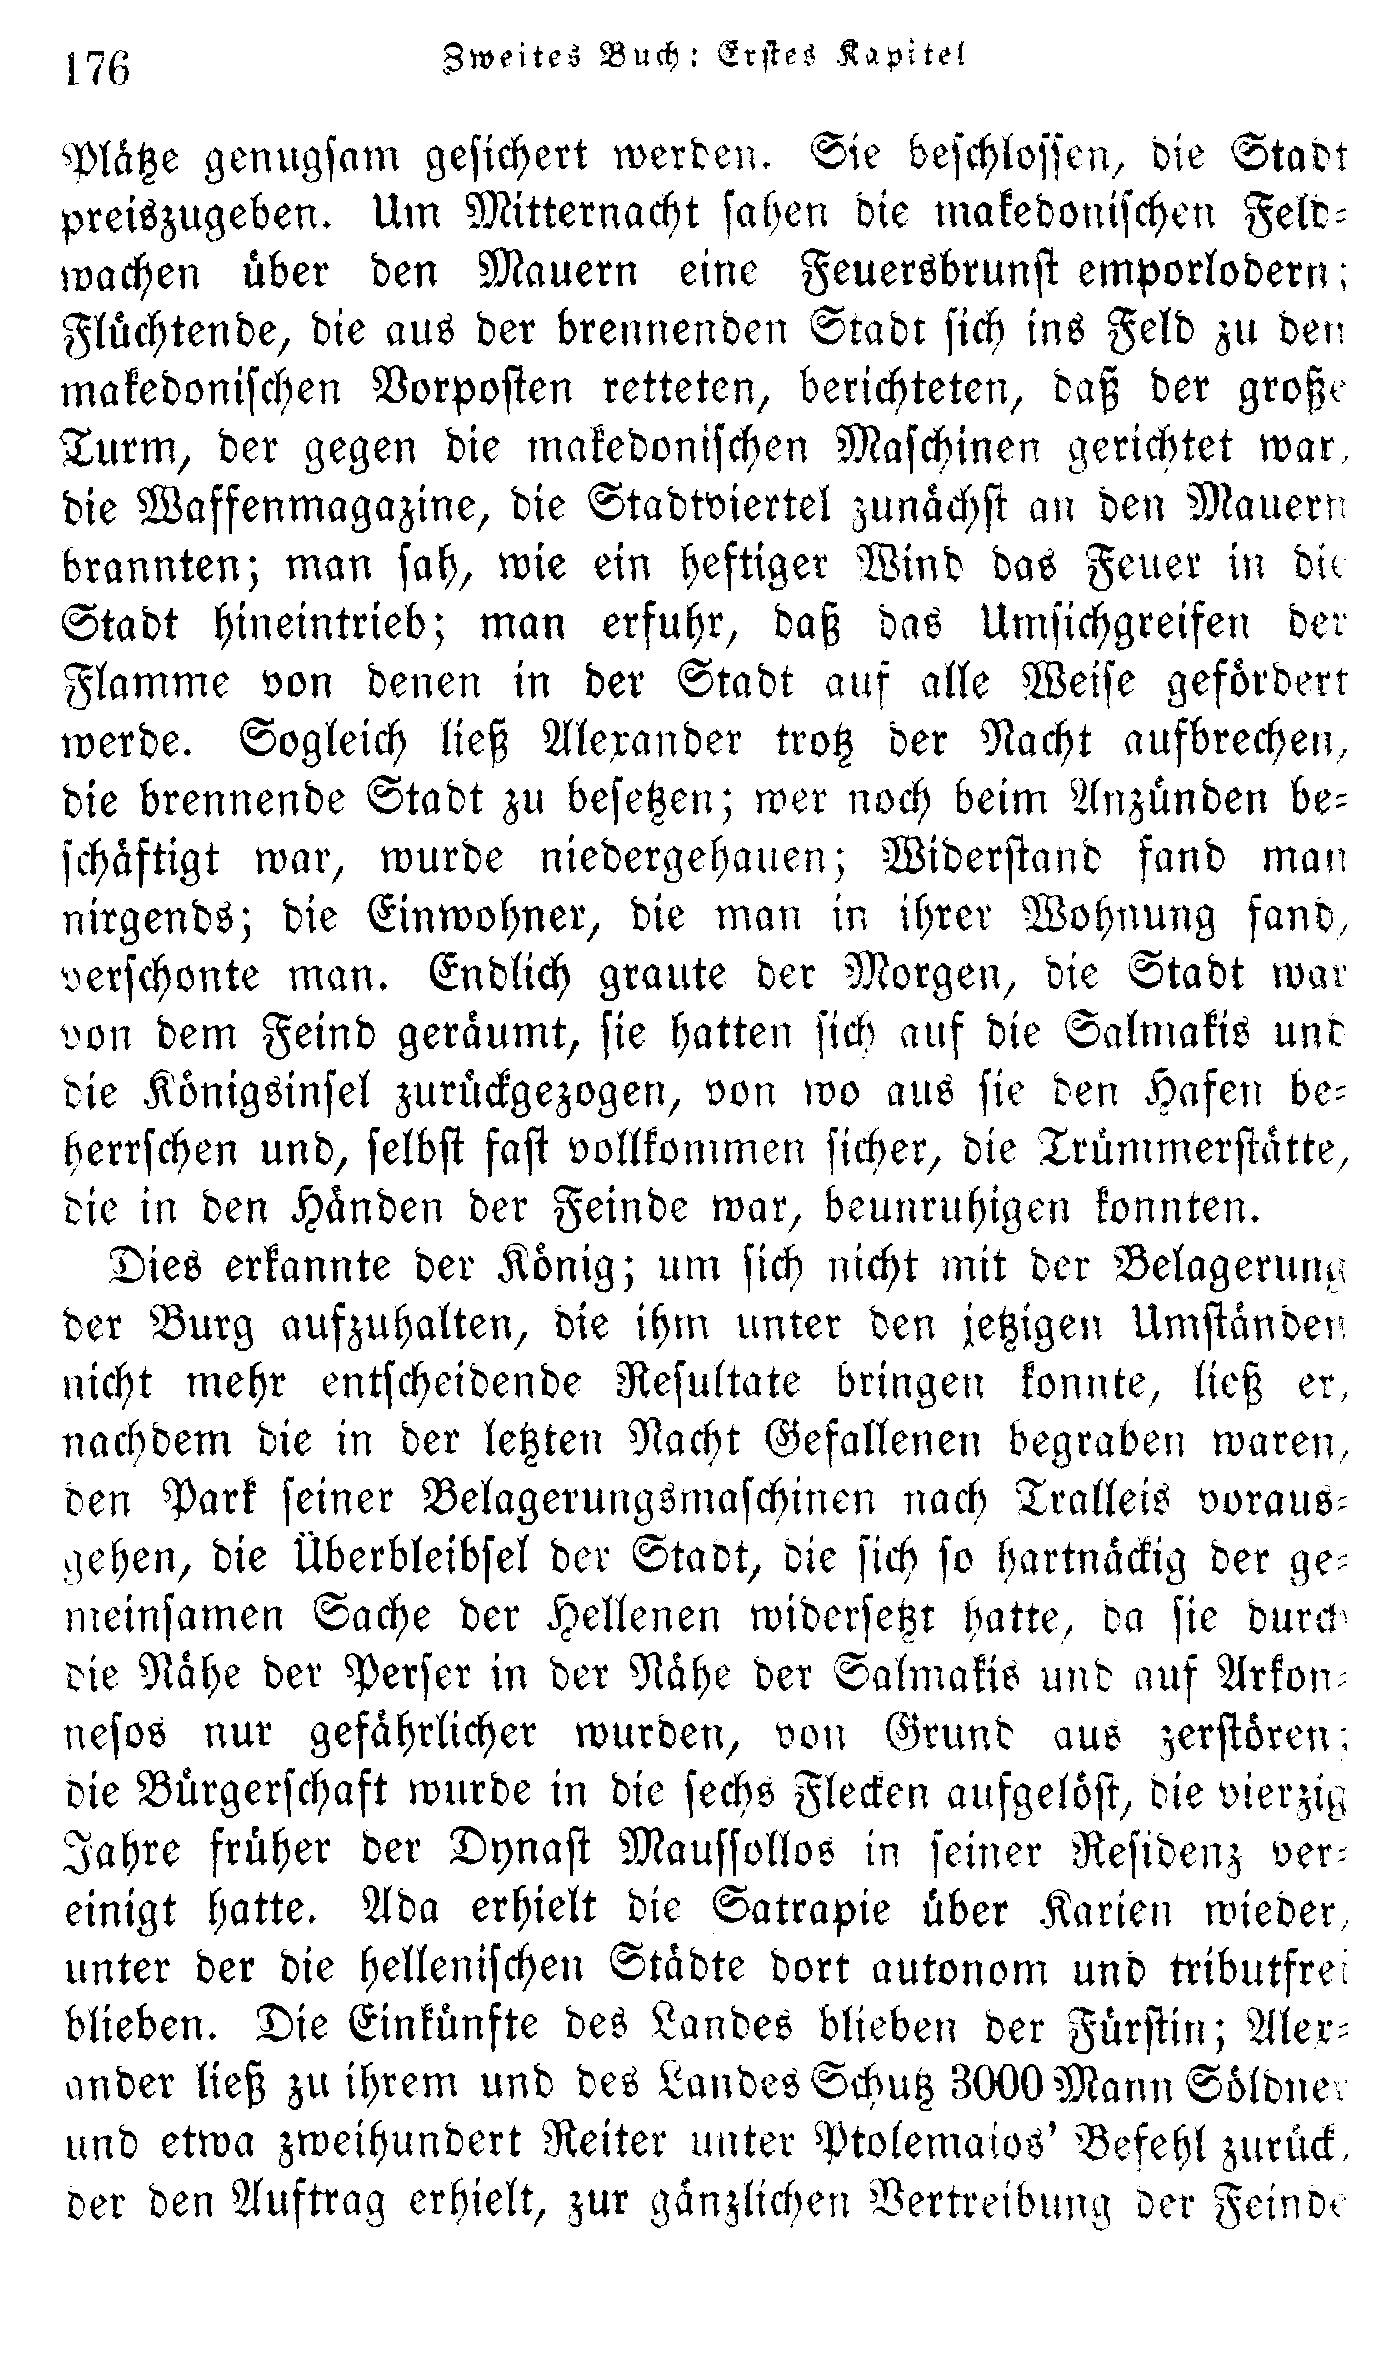 176
Zweites Buch: Erstes Kapitel
Plätze genugsam gesichert werden. Sie beschlossen, die Stadt
preiszugeben. Um Mitternacht sahen die makedonischen Feld-
wachen über den Mauern eine Feuersbrunst emporlodern;
Flüchtende, die aus der brennenden Stadt sich ins Feld zu den
makedonischen Vorposten retteten, berichteten, daß der große
Turm, der gegen die makedonischen Maschinen gerichtet war,
die Waffenmagazine, die Stadtviertel zunächst an den Mauern
brannten; man sah, wie ein heftiger Wind das Feuer in die
Stadt hineintrieb; man erfuhr, daß das Umsichgreifen der
Flamme von denen in der Stadt auf alle Weise gefördert
werde. Sogleich ließ Alexander trotz der Nacht aufbrechen,
die brennende Stadt zu besetzen; wer noch beim Anzünden be-
schäftigt war, wurde niedergehauen; Widerstand fand man
nirgends; die Einwohner, die man in ihrer Wohnung fand,
verschonte man. Endlich graute der Morgen, die Stadt war
von dem Feind geräumt, sie hatten sich auf die Salmakis und
die Königsinsel zurückgezogen, von wo aus sie den Hafen be-
herrschen und, selbst fast vollkommen sicher, die Trümmerstätte,
die in den Händen der Feinde war, beunruhigen konnten.
Dies erkannte der König; um sich nicht mit der Belagerung
der Burg aufzuhalten, die ihm unter den jetzigen Umständen
nicht mehr entscheidende Resultate bringen konnte, ließ er,
nachdem die in der letzten Nacht Gefallenen begraben waren,
den Park seiner Belagerungsmaschinen nach Tralleis voraus-
gehen, die Überbleibsel der Stadt, die sich so hartnäckig der ge-
meinsamen Sache der Hellenen widersetzt hatte, da sie durch
die Nähe der Perser in der Nähe der Salmakis und auf Arkon-
nesos nur gefährlicher wurden, von Grund aus zerstören;
die Bürgerschaft wurde in die sechs Flecken aufgelöst, die vierzig
Jahre früher der Dynast Maussollos in seiner Residenz ver-
einigt hatte. Ada erhielt die Satrapie über Karien wieder,
unter der die hellenischen Städte dort autonom und tributfrei
blieben. Die Einkünfte des Landes blieben der Fürstin; Alex-
ander ließ zu ihrem und des Landes Schutz 3000 Mann Söldner
und etwa zweihundert Reiter unter Ptolemaios' Befehl zurück,
der den Auftrag erhielt, zur gänzlichen Vertreibung der Feinde